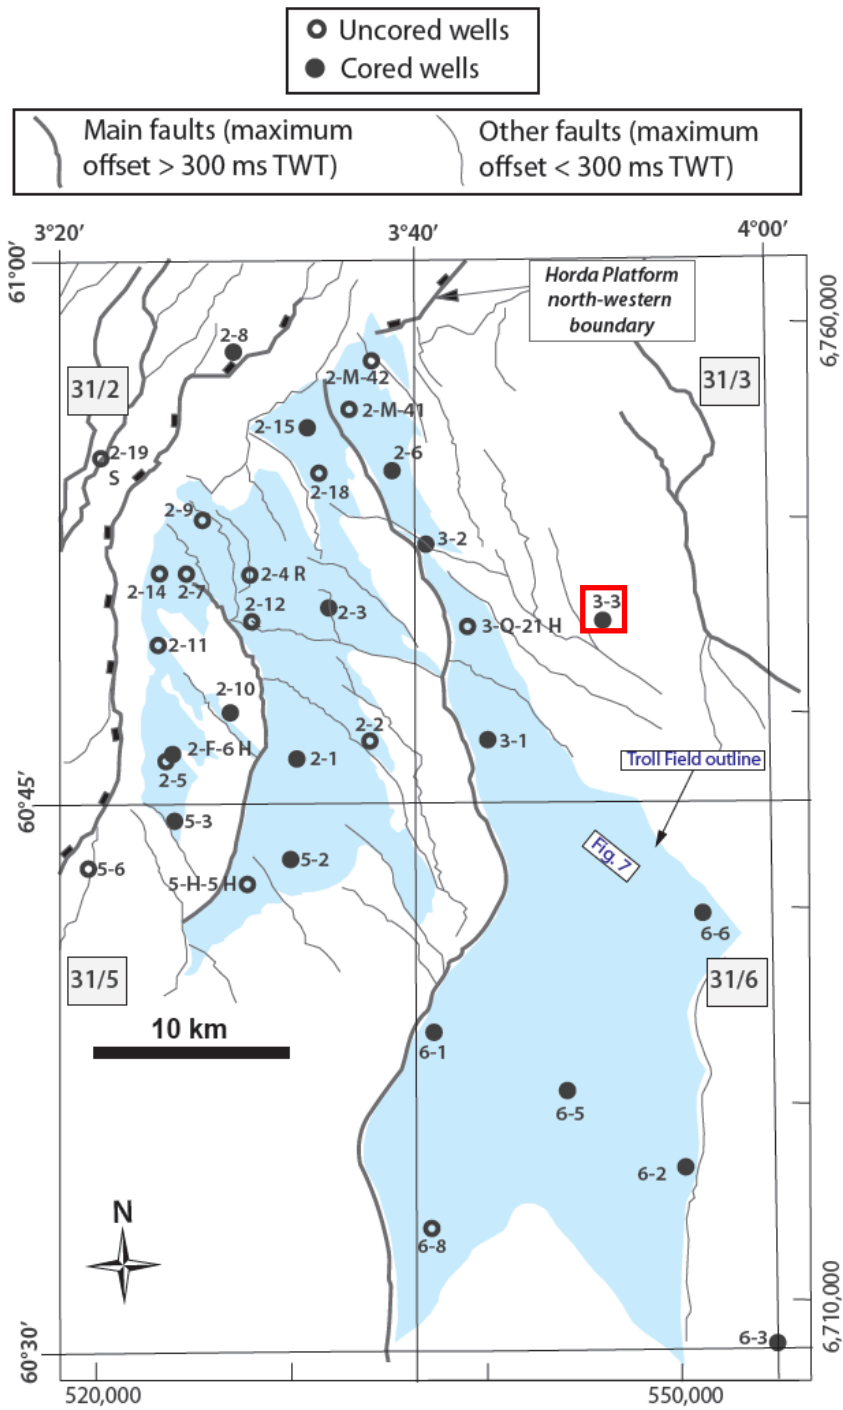 Uncored wells
Cored wells
Main faults (maximum
offset > 300 ms TWT)
Other faults (maximum
offset < 300 ms TWT)
3°20′
3°40′
4°00′
61°00′
Horda Platform
north-western
boundary
6,760,000
2-8
31/2
2-M-42
31/3
2-M-41
2-15
2-19
S
2-6
2-18
2-9
3-2
2-14
2-7
2-4 R
2-12
2-3
3-3
3-Q-21 H
2-11
2-10
2-2
2-F-6 H
2-1
3-1
2-5
Troll Field outline
60°45′
5-3
5-2
Fig. 7
5-6
5-H-5 H
6-6
31/5
31/6
10 km
6-1
6-5
6-2
N
6-8
6-3
6,710,000
60°30′
520,000
550,000